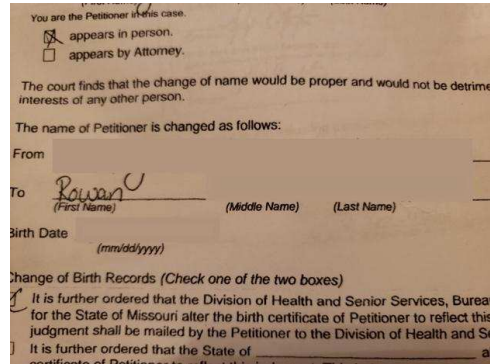 You are the Petitioner in this case.
appears in person.
appears by Attorney.
The court finds that the change of name would be proper and would not be detrime
interests of any other person.
The name of Petitioner is changed as follows:
From
To Rowan
(First Name) (Middle Name) (Last Name)
Birth Date
(mm/dd/yyyy)
Change of Birth Records (Check one of the two boxes)
It is further ordered that the Division of Health and Senior Services, Burea
for the State of Missouri alter the birth certificate of Petitioner to reflect this
judgment shall be mailed by the Petitioner to the Division of Health and Se
It is further ordered that the State of